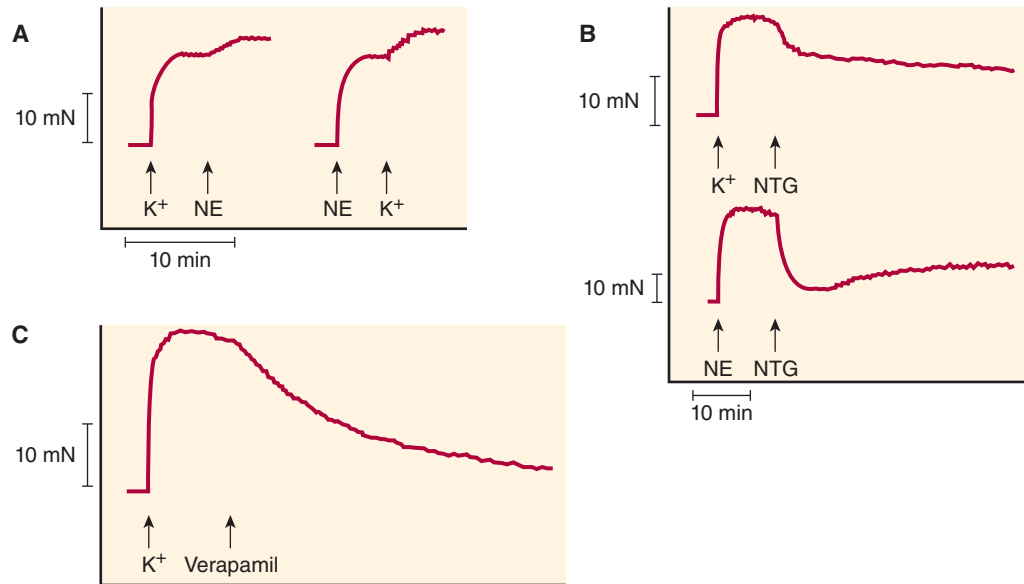 A
10 mN
K⁺ NE NE K⁺
10 min
B
10 mN
K⁺ NTG
10 mN
NE NTG
10 min
C
10 mN
K⁺ Verapamil